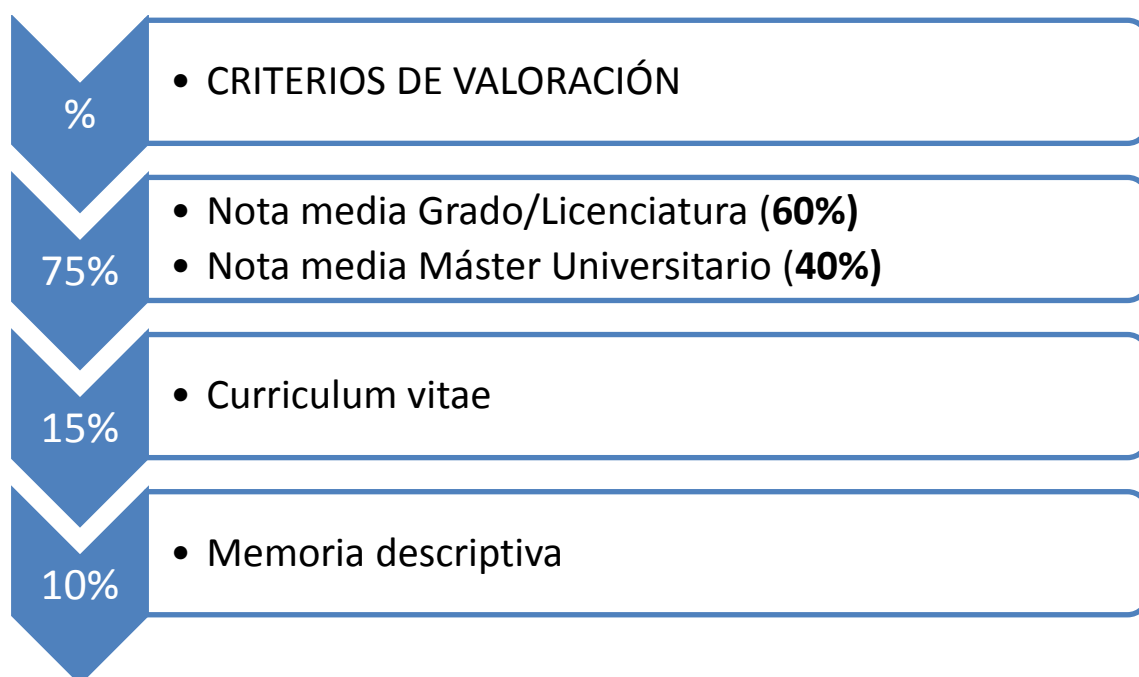 %
• CRITERIOS DE VALORACIÓN
75%
• Nota media Grado/Licenciatura (60%)
• Nota media Máster Universitario (40%)
15%
• Curriculum vitae
10%
• Memoria descriptiva